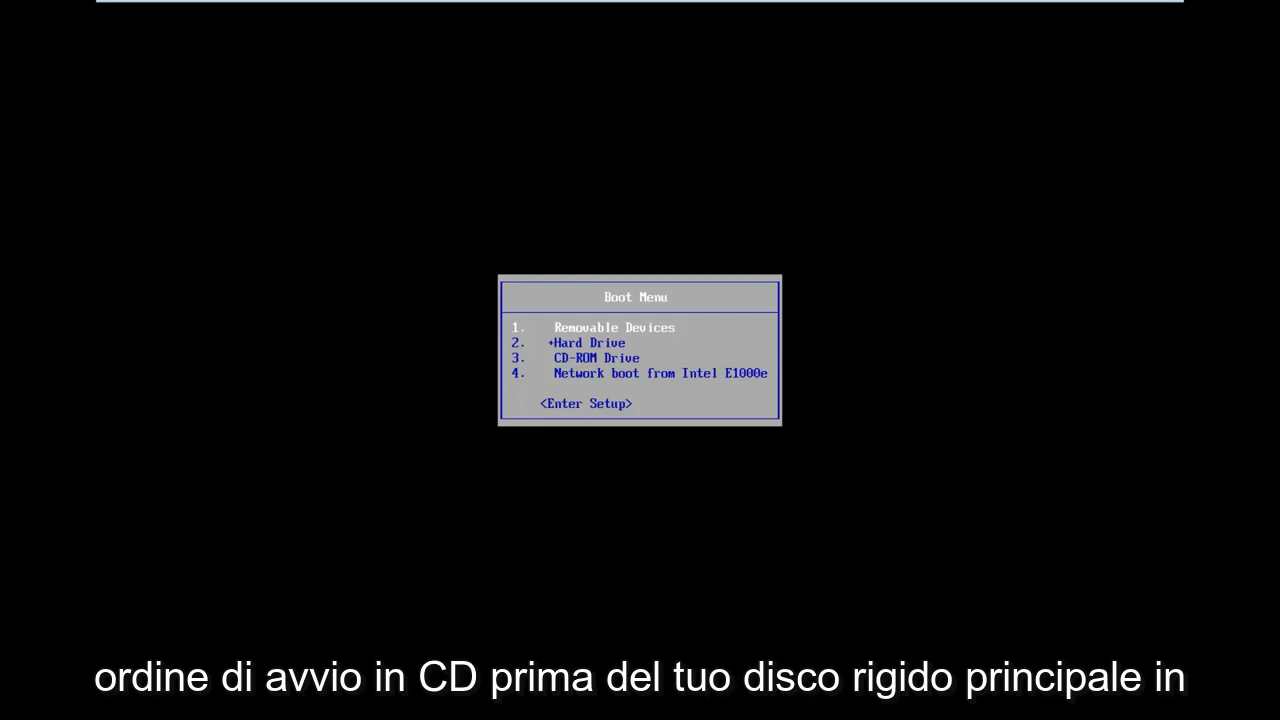 Boot Menu
1. Removable Devices
2. +Hard Drive
3. CD-ROM Drive
4. Network boot from Intel E1000e
<Enter Setup>
ordine di avvio in CD prima del tuo disco rigido principale in